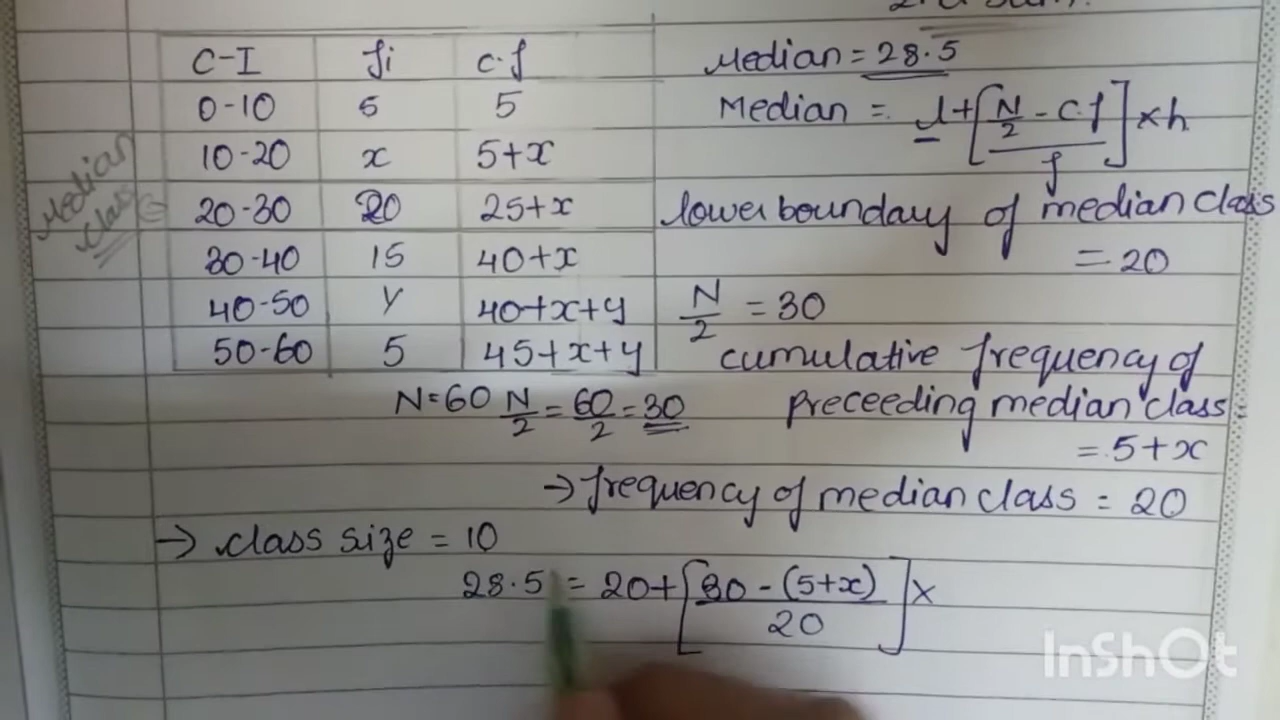 C-I fi c.f
0-10 5 5
10-20 x 5+x
20-30 20 25+x
30-40 15 40+x
40-50 y 40+x+y
50-60 5 45+x+y
Median class
N=60 N/2 = 60/2 = 30
Median = 28.5
Median = l+[N/2 - c.f / f] x h
lower boundary of median class
= 20
N/2 = 30
cumulative frequency of
preceeding median class =
= 5+x
→ frequency of median class = 20
→ class size = 10
28.5 = 20+[30 - (5+x) / 20] x
InShOt